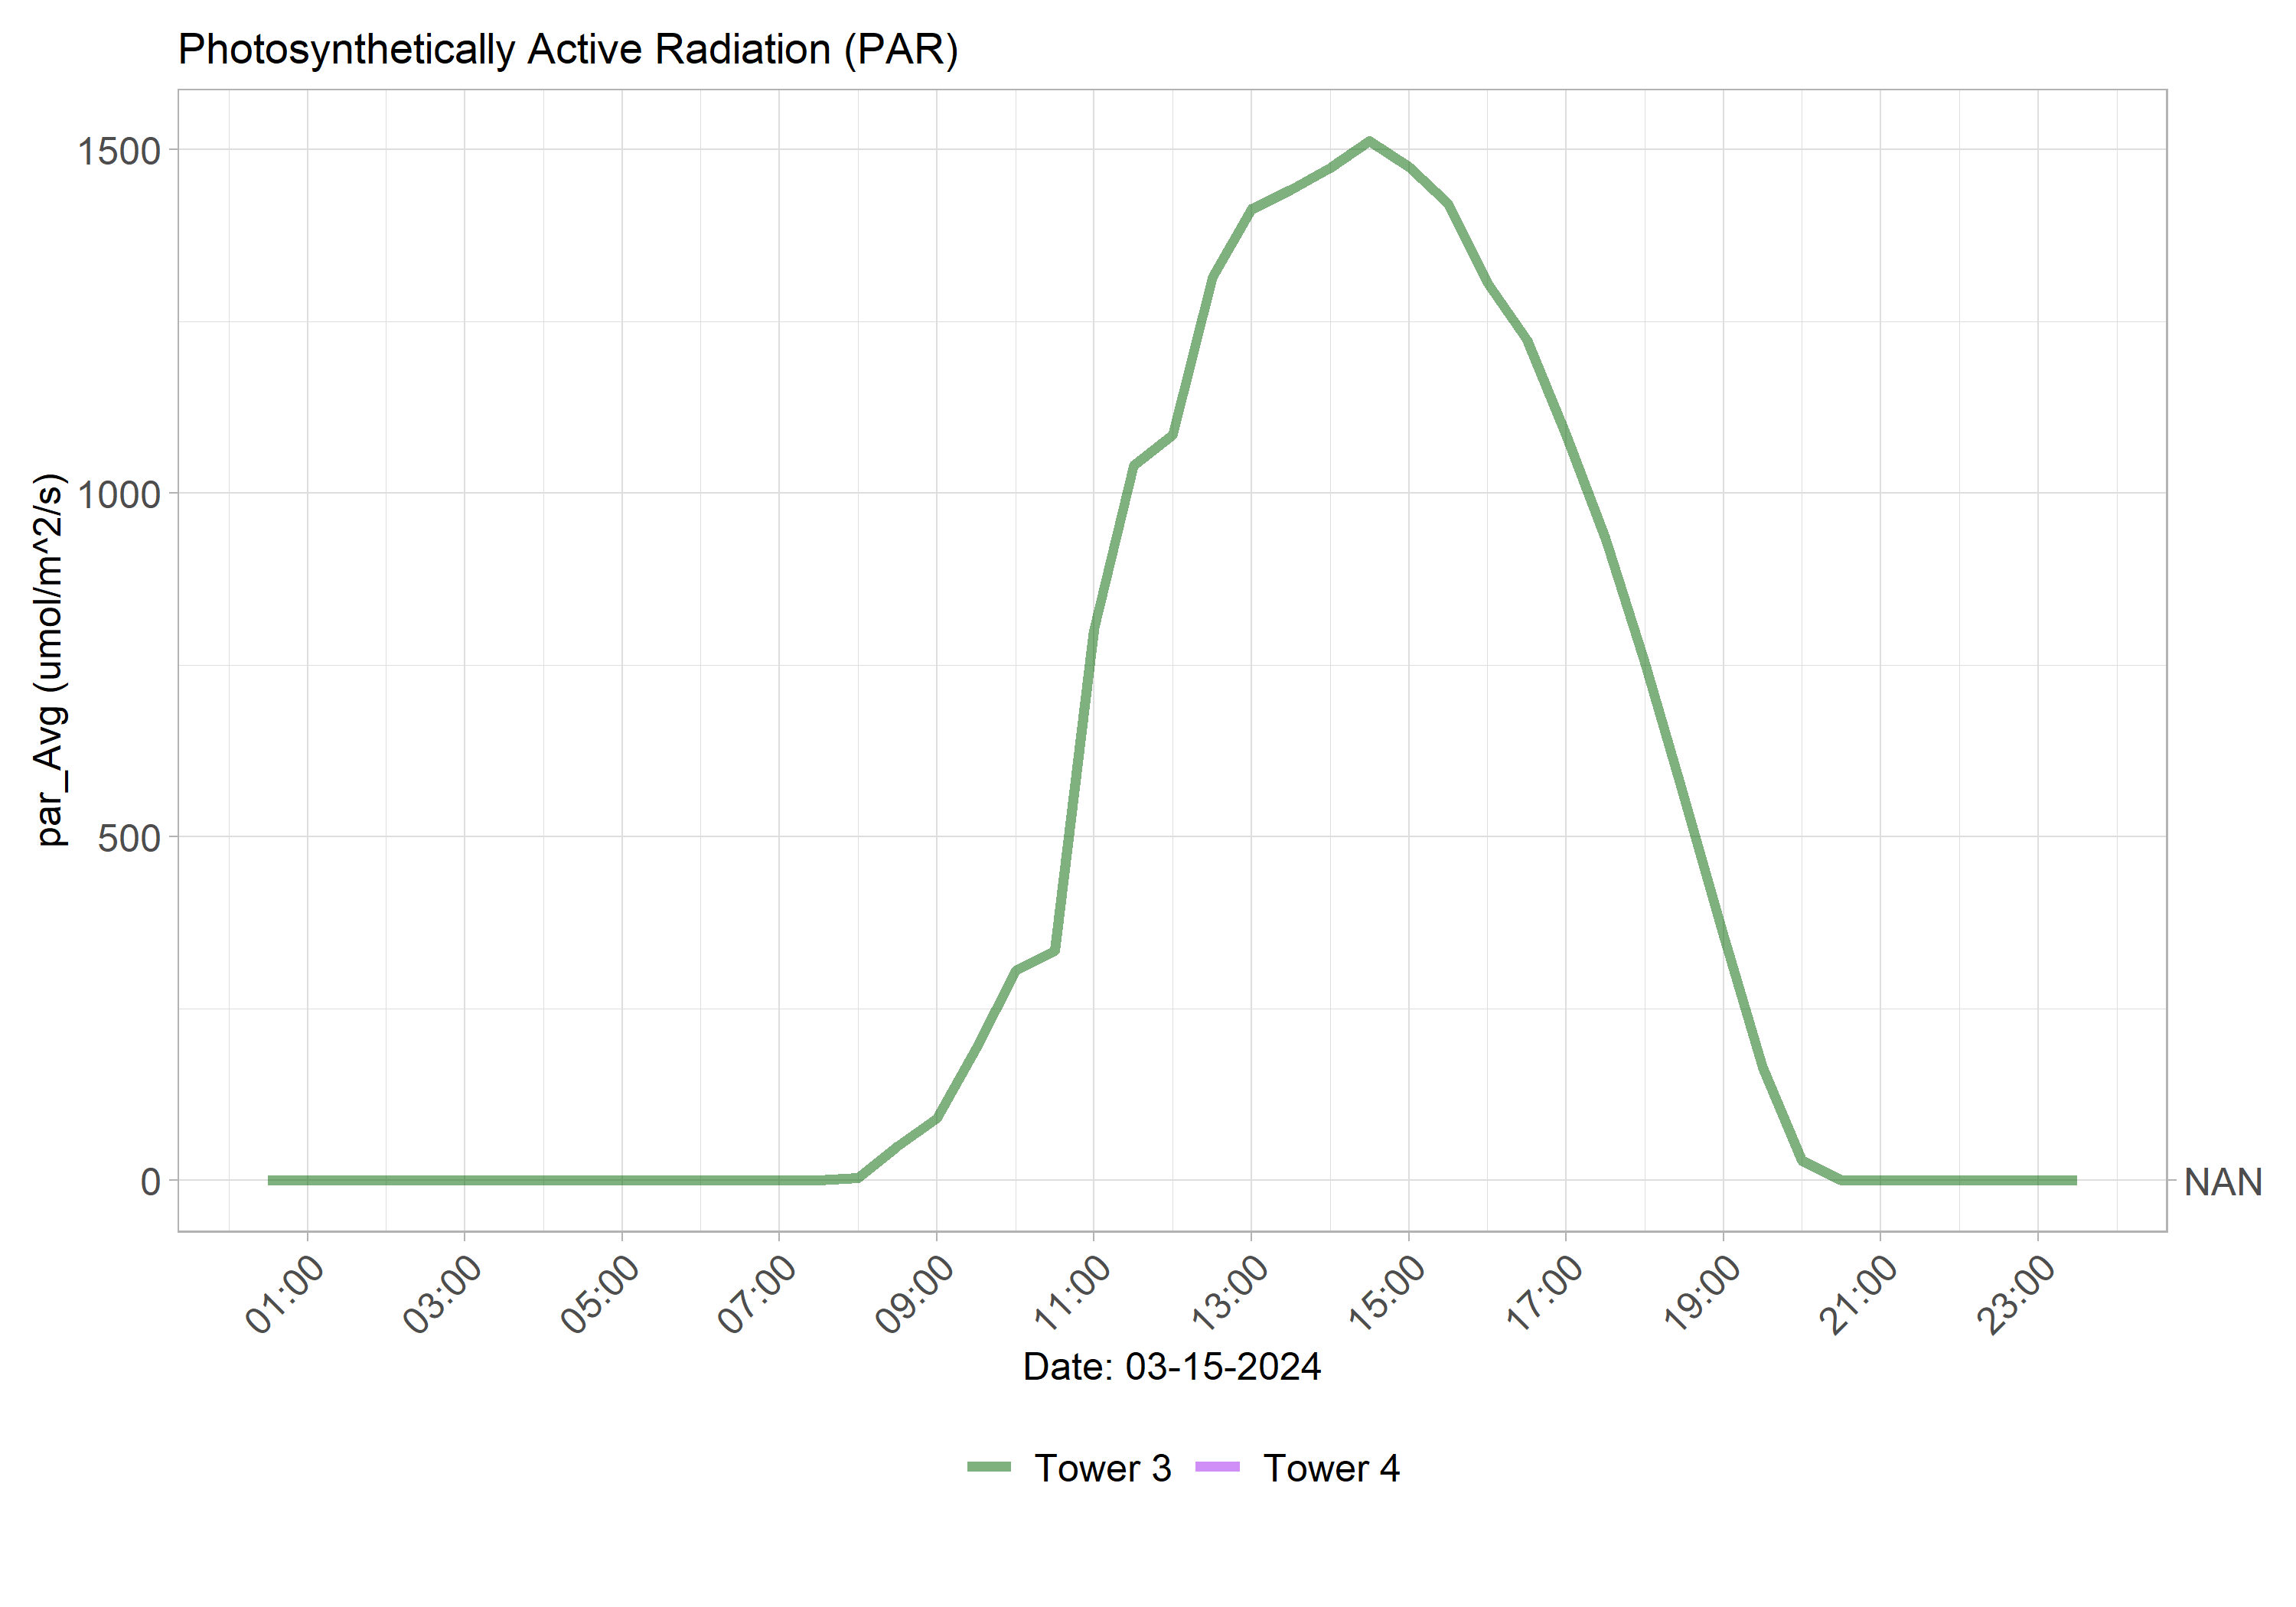 Photosynthetically Active Radiation (PAR)
par_Avg (umol/m^2/s)
1500
1000
500
0
NAN
01:00 03:00 05:00 07:00 09:00 11:00 13:00 15:00 17:00 19:00 21:00 23:00
Date: 03-15-2024
Tower 3 Tower 4